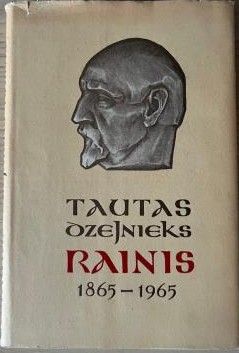 TAUTAS
DZEJNIEKS
RAINIS
1865 – 1965